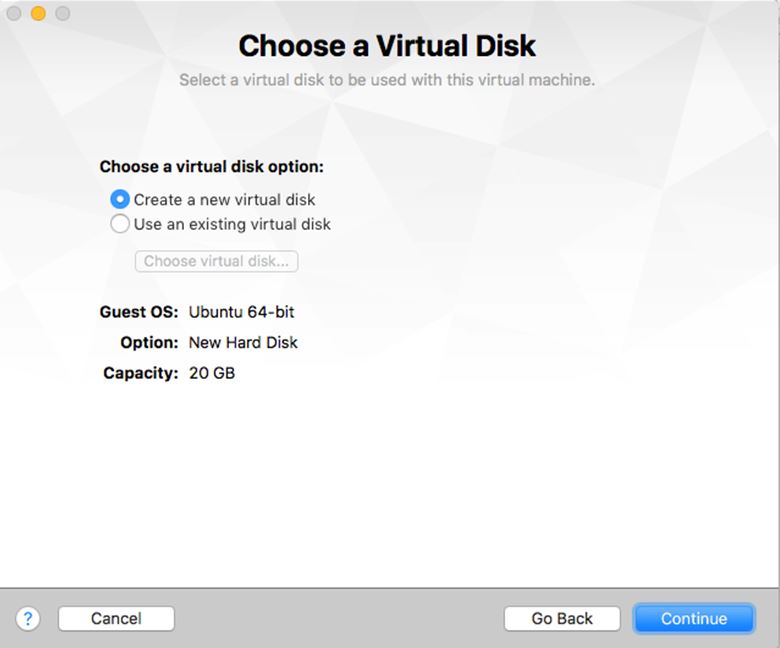 Choose a Virtual Disk
Select a virtual disk to be used with this virtual machine.
Choose a virtual disk option:
Create a new virtual disk
Use an existing virtual disk
Choose virtual disk...
Guest OS: Ubuntu 64-bit
Option: New Hard Disk
Capacity: 20 GB
? Cancel Go Back Continue